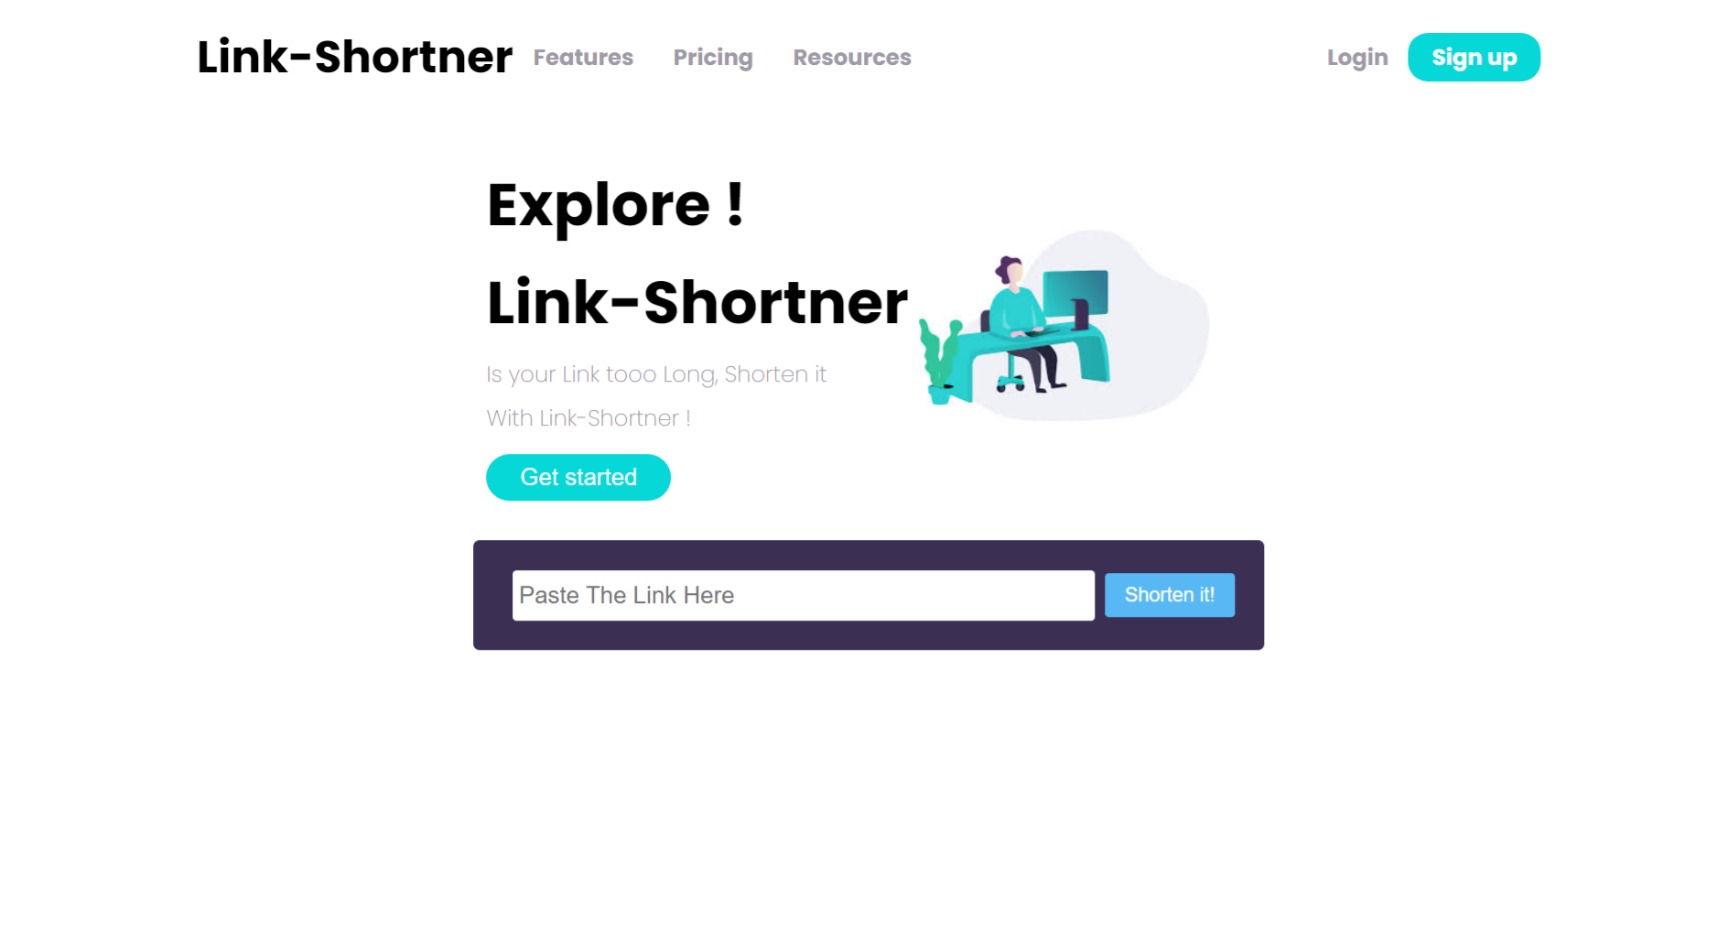 Link-Shortner Features Pricing Resources Login Sign up
Explore !
Link-Shortner
Is your Link tooo Long, Shorten it
With Link-Shortner !
Get started
Paste The Link Here Shorten it!